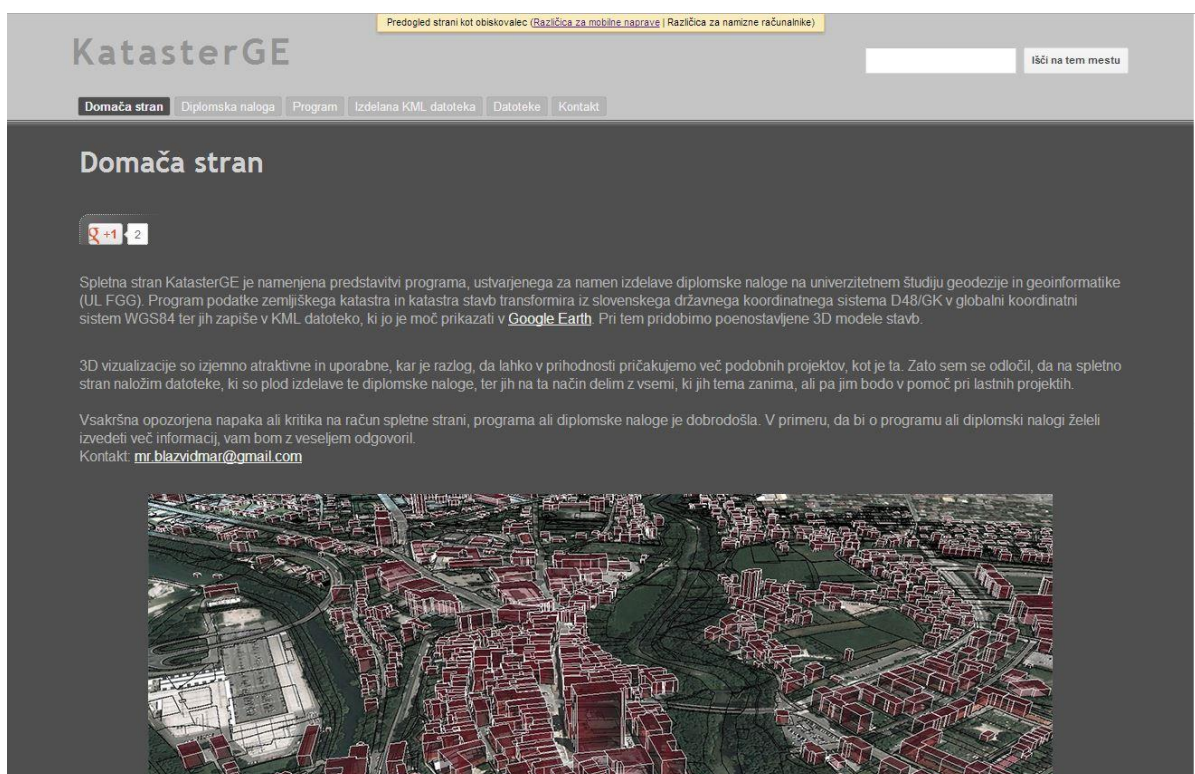 Predogled strani kot obiskovalec (Različica za mobilne naprave | Različica za namizne računalnike)
KatasterGE
Išči na tem mestu
Domača stran Diplomska naloga Program Izdelana KML datoteka Datoteke Kontakt
Domača stran
+1 2
Spletna stran KatasterGE je namenjena predstavitvi programa, ustvarjenega za namen izdelave diplomske naloge na univerzitetnem študiju geodezije in geoinformatike
(UL FGG). Program podatke zemljiškega katastra in katastra stavb transformira iz slovenskega državnega koordinatnega sistema D48/GK v globalni koordinatni
sistem WGS84 ter jih zapiše v KML datoteko, ki jo je moč prikazati v Google Earth. Pri tem pridobimo poenostavljene 3D modele stavb.
3D vizualizacije so izjemno atraktivne in uporabne, kar je razlog, da lahko v prihodnosti pričakujemo več podobnih projektov, kot je ta. Zato sem se odločil, da na spletno
stran naložim datoteke, ki so plod izdelave te diplomske naloge, ter jih na ta način delim z vsemi, ki jih tema zanima, ali pa jim bodo v pomoč pri lastnih projektih.
Vsakršna opozorjena napaka ali kritika na račun spletne strani, programa ali diplomske naloge je dobrodošla. V primeru, da bi o programu ali diplomski nalogi želeli
izvedeti več informacij, vam bom z veseljem odgovoril.
Kontakt: mr.blazvidmar@gmail.com